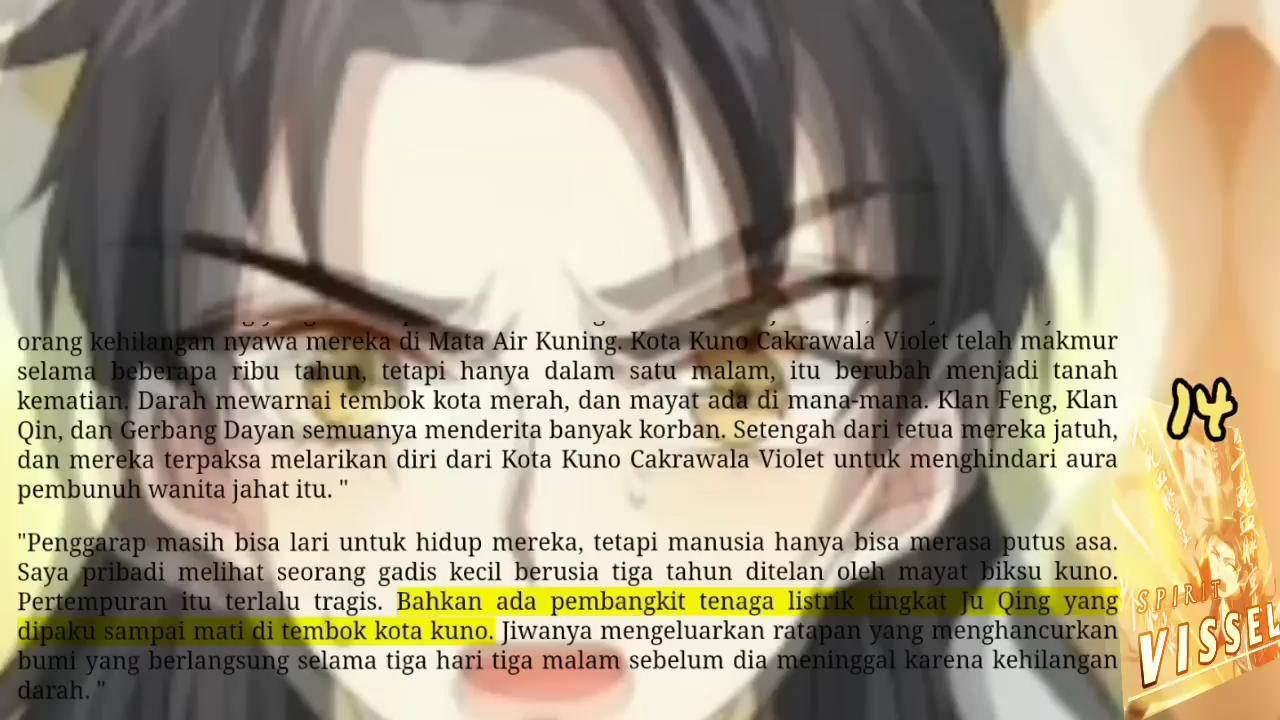 orang kehilangan nyawa mereka di Mata Air Kuning. Kota Kuno Cakrawala Violet telah makmur
selama beberapa ribu tahun, tetapi hanya dalam satu malam, itu berubah menjadi tanah
kematian. Darah mewarnai tembok kota merah, dan mayat ada di mana-mana. Klan Feng, Klan
Qin, dan Gerbang Dayan semuanya menderita banyak korban. Setengah dari tetua mereka jatuh,
dan mereka terpaksa melarikan diri dari Kota Kuno Cakrawala Violet untuk menghindari aura
pembunuh wanita jahat itu. "
"Penggarap masih bisa lari untuk hidup mereka, tetapi manusia hanya bisa merasa putus asa.
Saya pribadi melihat seorang gadis kecil berusia tiga tahun ditelan oleh mayat biksu kuno.
Pertempuran itu terlalu tragis. Bahkan ada pembangkit tenaga listrik tingkat Ju Qing yang
dipaku sampai mati di tembok kota kuno. Jiwanya mengeluarkan ratapan yang menghancurkan
bumi yang berlangsung selama tiga hari tiga malam sebelum dia meninggal karena kehilangan
darah. "
14
SPIRIT
VISSEL